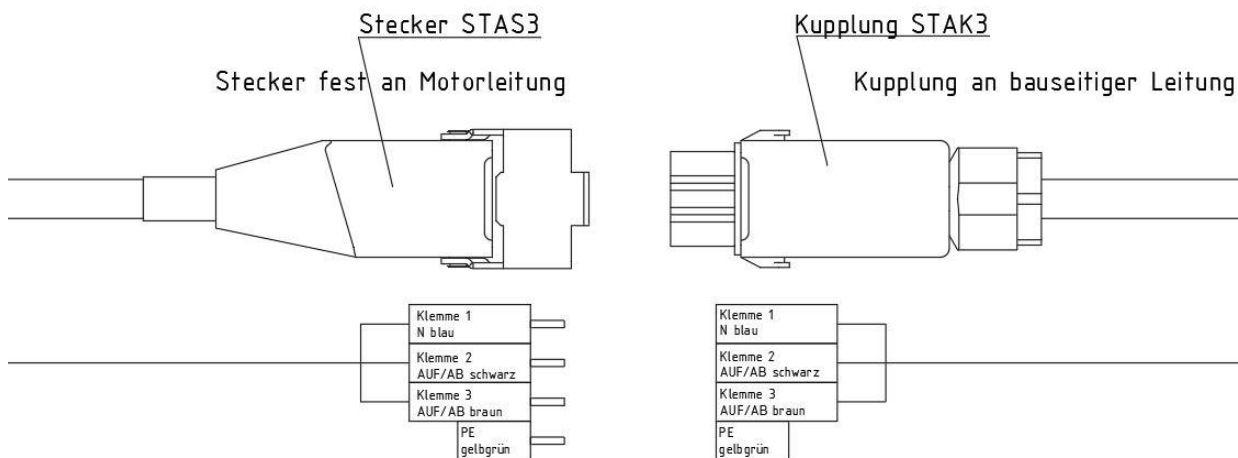 Stecker STAS3
Kupplung STAK3
Stecker fest an Motorleitung
Kupplung an bauseitiger Leitung
Klemme 1
N blau
Klemme 2
AUF/AB schwarz
Klemme 3
AUF/AB braun
PE
gelbgrün
Klemme 1
N blau
Klemme 2
AUF/AB schwarz
Klemme 3
AUF/AB braun
PE
gelbgrün